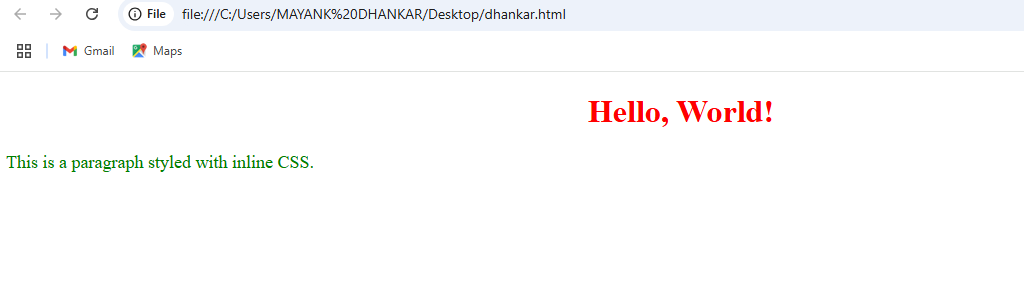 File file:///C:/Users/MAYANK%20DHANKAR/Desktop/dhankar.html
Gmail Maps
Hello, World!
This is a paragraph styled with inline CSS.